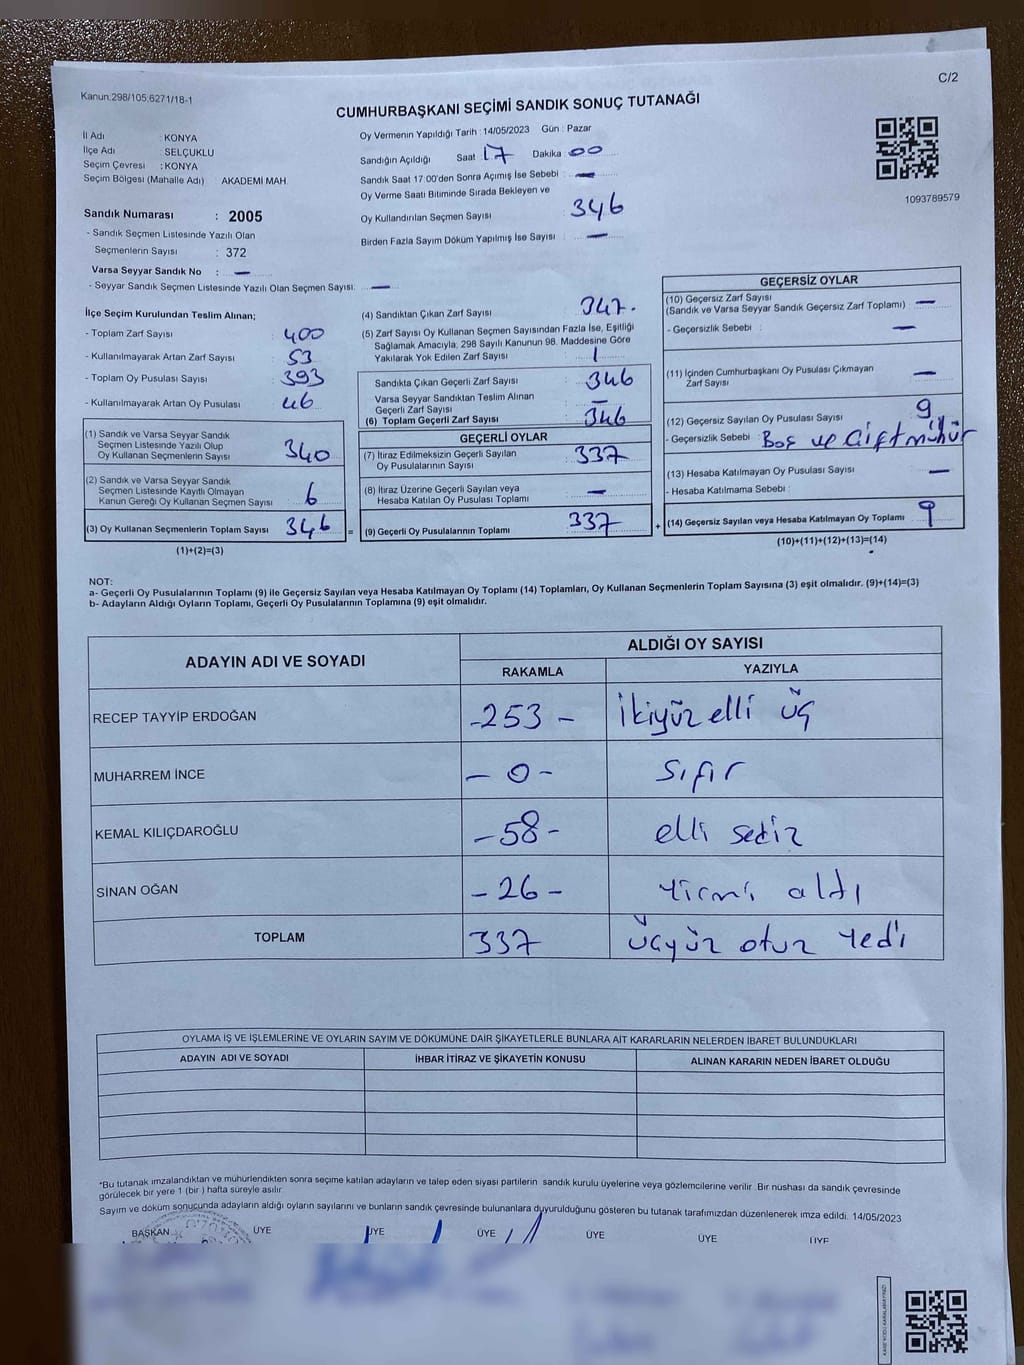 C/2
Kanun:298/105;6271/18-1
CUMHURBAŞKANI SEÇİMİ SANDIK SONUÇ TUTANAĞI
İl Adı : KONYA
İlçe Adı : SELÇUKLU
Seçim Çevresi : KONYA
Seçim Bölgesi (Mahalle Adı) : AKADEMİ MAH.
Sandık Numarası : 2005
- Sandık Seçmen Listesinde Yazılı Olan
Seçmenlerin Sayısı : 372
Varsa Seyyar Sandık No : —
- Seyyar Sandık Seçmen Listesinde Yazılı Olan Seçmen Sayısı: —
Oy Vermenin Yapıldığı Tarih : 14/05/2023 Gün : Pazar
Sandığın Açıldığı Saat 17 Dakika 00
Sandık Saat 17:00'den Sonra Açımış İse Sebebi : —
Oy Verme Saati Bitiminde Sırada Bekleyen ve
Oy Kullandırılan Seçmen Sayısı : 346
Birden Fazla Sayım Döküm Yapılmış İse Sayısı : —
1093789579
İlçe Seçim Kurulundan Teslim Alınan;
- Toplam Zarf Sayısı : 400
- Kullanılmayarak Artan Zarf Sayısı : 53
- Toplam Oy Pusulası Sayısı : 393
- Kullanılmayarak Artan Oy Pusulası : 46
(1) Sandık ve Varsa Seyyar Sandık
Seçmen Listesinde Yazılı Olup
Oy Kullanan Seçmenlerin Sayısı : 340
(2) Sandık ve Varsa Seyyar Sandık
Seçmen Listesinde Kayıtlı Olmayan
Kanun Gereği Oy Kullanan Seçmen Sayısı : 6
(3) Oy Kullanan Seçmenlerin Toplam Sayısı : 346 =
(1)+(2)=(3)
(4) Sandıktan Çıkan Zarf Sayısı : 347.
(5) Zarf Sayısı Oy Kullanan Seçmen Sayısından Fazla İse, Eşitliği
Sağlamak Amacıyla; 298 Sayılı Kanunun 98. Maddesine Göre
Yakılarak Yok Edilen Zarf Sayısı : 1
Sandıkta Çıkan Geçerli Zarf Sayısı : 346
Varsa Seyyar Sandıktan Teslim Alınan
Geçerli Zarf Sayısı : —
(6) Toplam Geçerli Zarf Sayısı : 346
GEÇERLİ OYLAR
(7) İtiraz Edilmeksizin Geçerli Sayılan
Oy Pusulalarının Sayısı : 337
(8) İtiraz Üzerine Geçerli Sayılan veya
Hesaba Katılan Oy Pusulası Toplamı : —
(9) Geçerli Oy Pusulalarının Toplamı : 337 +
GEÇERSİZ OYLAR
(10) Geçersiz Zarf Sayısı
(Sandık ve Varsa Seyyar Sandık Geçersiz Zarf Toplamı) : —
- Geçersizlik Sebebi : —
(11) İçinden Cumhurbaşkanı Oy Pusulası Çıkmayan
Zarf Sayısı : —
(12) Geçersiz Sayılan Oy Pusulası Sayısı : 9
- Geçersizlik Sebebi : Boş ve Çift mühür
(13) Hesaba Katılmayan Oy Pusulası Sayısı : —
- Hesaba Katılmama Sebebi :
(14) Geçersiz Sayılan veya Hesaba Katılmayan Oy Toplamı : 9
(10)+(11)+(12)+(13)=(14)
NOT:
a- Geçerli Oy Pusulalarının Toplamı (9) ile Geçersiz Sayılan veya Hesaba Katılmayan Oy Toplamı (14) Toplamları, Oy Kullanan Seçmenlerin Toplam Sayısına (3) eşit olmalıdır. (9)+(14)=(3)
b- Adayların Aldığı Oyların Toplamı, Geçerli Oy Pusulalarının Toplamına (9) eşit olmalıdır.
ADAYIN ADI VE SOYADI
ALDIĞI OY SAYISI
RAKAMLA YAZIYLA
RECEP TAYYİP ERDOĞAN -253- ikiyüz elli üç
MUHARREM İNCE -0- sıfır
KEMAL KILIÇDAROĞLU -58- elli sekiz
SİNAN OĞAN -26- Yirmi altı
TOPLAM 337 üçyüz otuz Yedi
OYLAMA İŞ VE İŞLEMLERİNE VE OYLARIN SAYIM VE DÖKÜMÜNE DAİR ŞİKAYETLERLE BUNLARA AİT KARARLARIN NELERDEN İBARET BULUNDUKLARI
ADAYIN ADI VE SOYADI İHBAR İTİRAZ VE ŞİKAYETİN KONUSU ALINAN KARARIN NEDEN İBARET OLDUĞU
*Bu tutanak imzalandıktan ve mühürlendikten sonra seçime katılan adayların ve talep eden siyasi partilerin sandık kurulu üyelerine veya gözlemcilerine verilir. Bir nüshası da sandık çevresinde
görülecek bir yere 1 (bir ) hafta süreyle asılır.
Sayım ve döküm sonucunda adayların aldığı oyların sayılarını ve bunların sandık çevresinde bulunanlara duyurulduğunu gösteren bu tutanak tarafımızdan düzenlenerek imza edildi. 14/05/2023
BAŞKAN ÜYE ÜYE ÜYE ÜYE ÜYE ÜYE